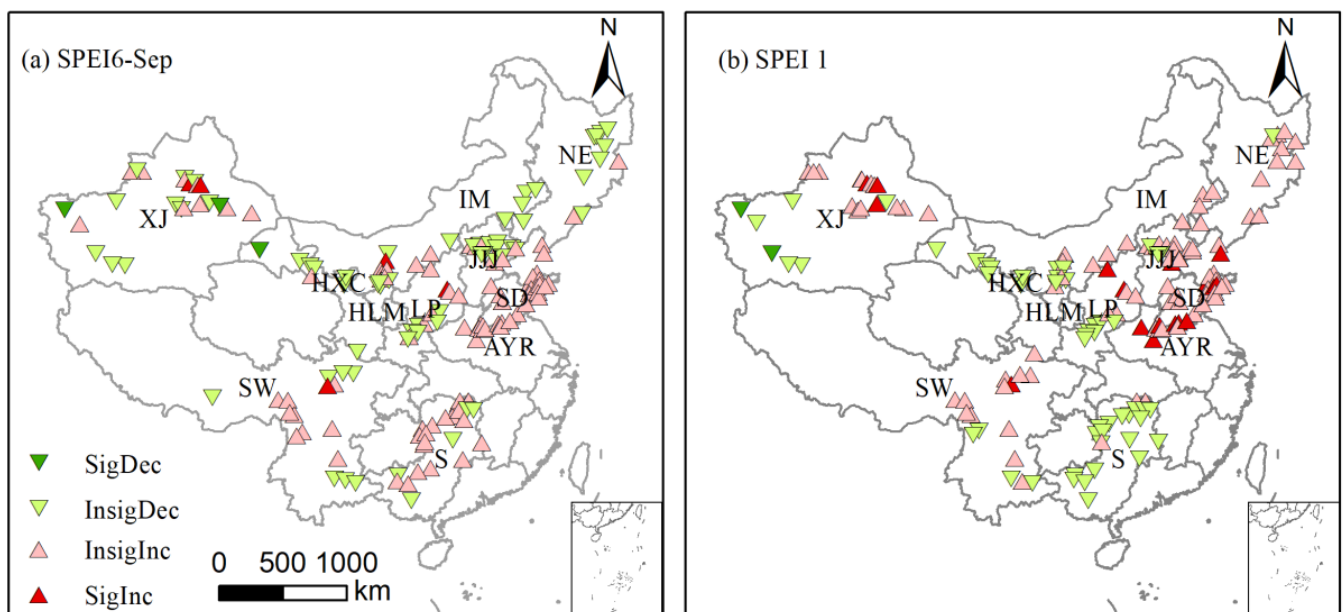 (a) SPEI6-Sep
N
NE
IM
XJ
JJJ
HXC
SD
HLM
LP
AYR
SW
S
SigDec
InsigDec
InsigInc
SigInc
0 500 1000
km
(b) SPEI 1
N
NE
IM
XJ
JJJ
HXC
SD
HLM
LP
AYR
SW
S